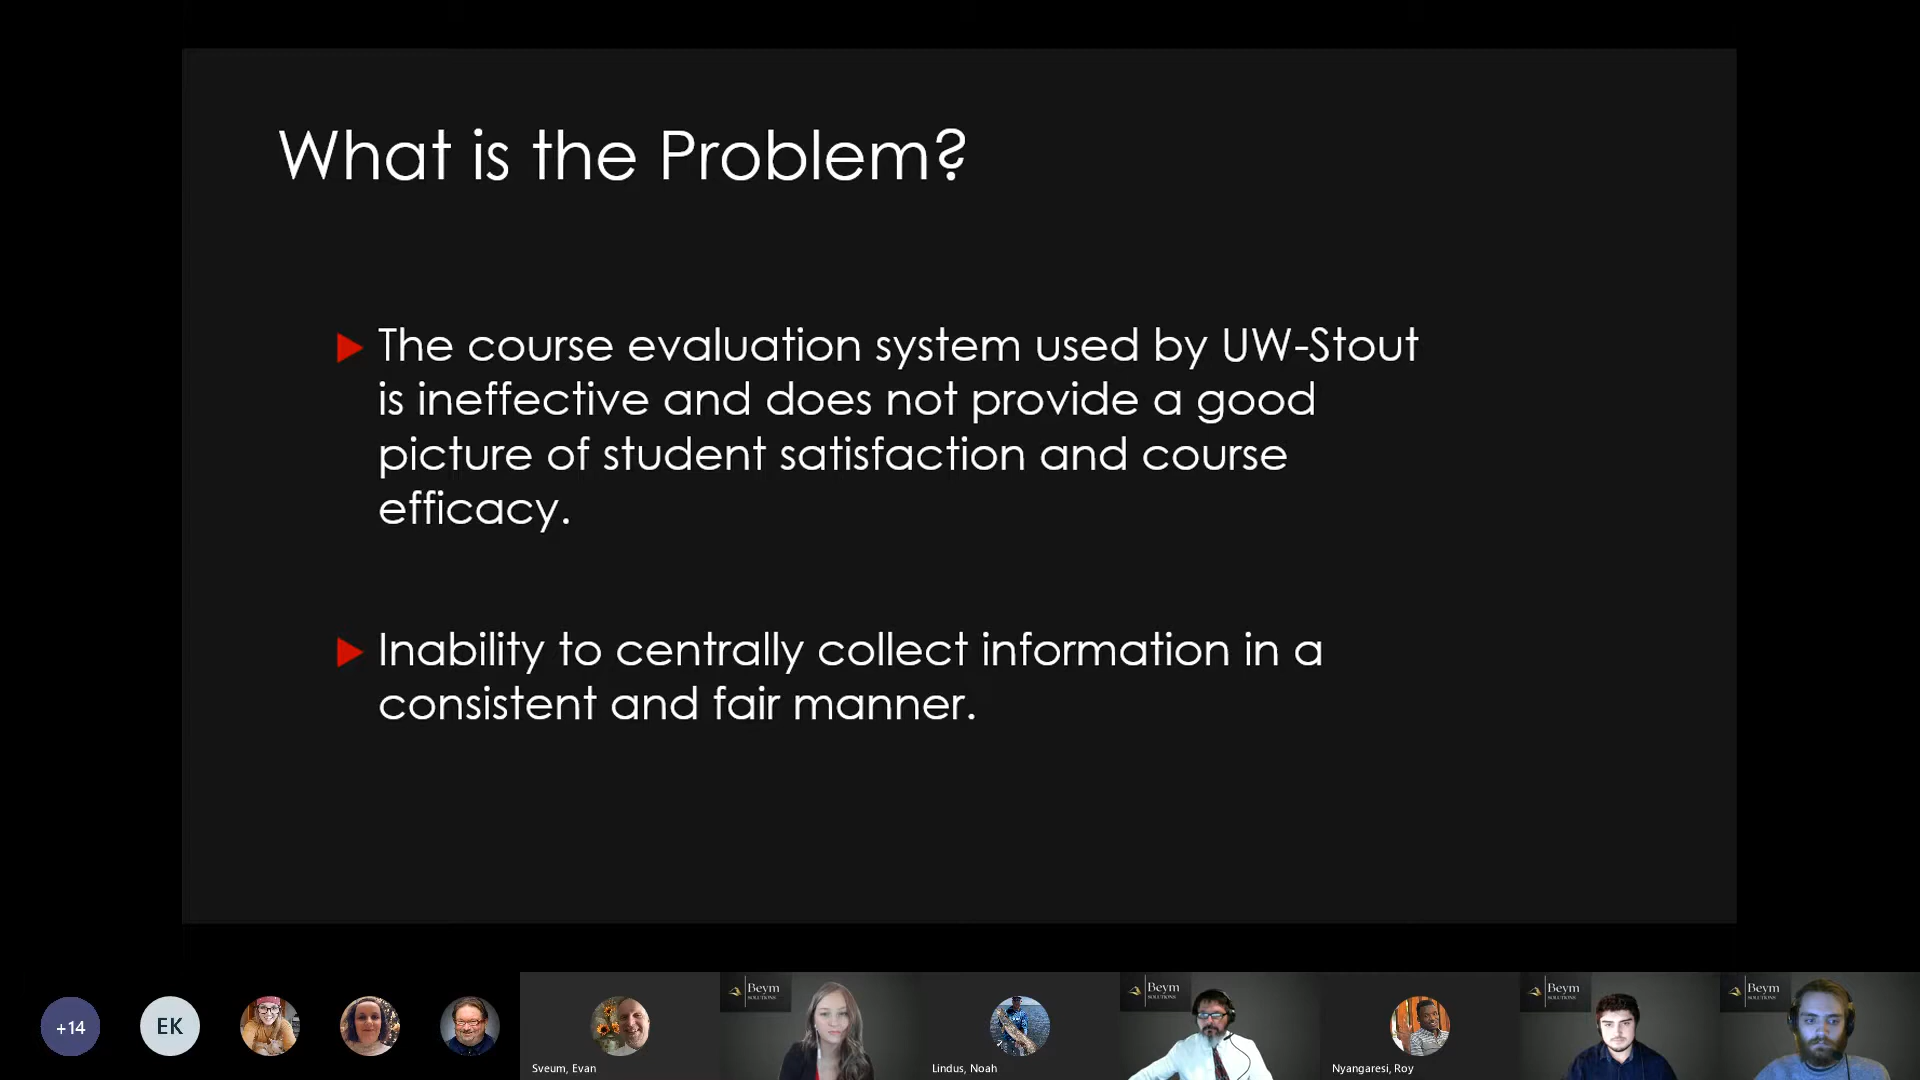 What is the Problem?
The course evaluation system used by UW-Stout
is ineffective and does not provide a good
picture of student satisfaction and course
efficacy.
Inability to centrally collect information in a
consistent and fair manner.
+14
EK
Sveum, Evan
Beym
SOLUTIONS
Lindus, Noah
Beym
SOLUTIONS
Nyangaresi, Roy
Beym
SOLUTIONS
Beym
SOLUTIONS